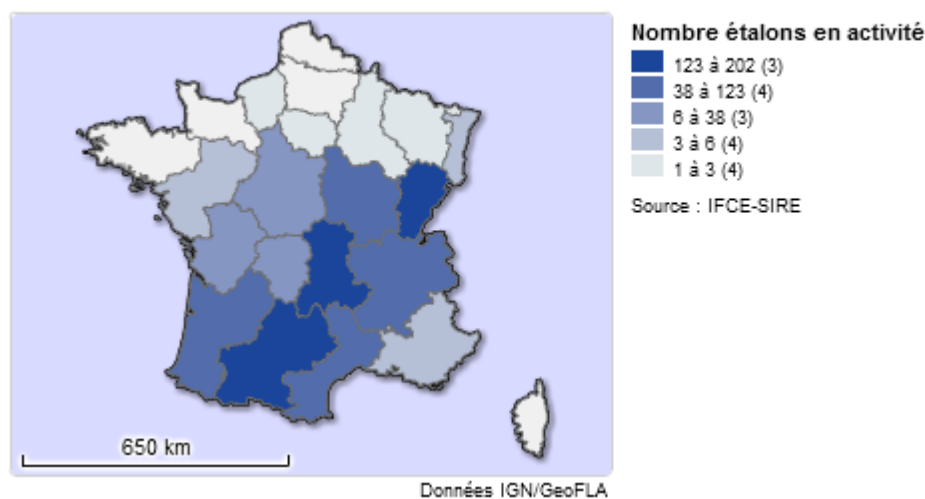 Nombre étalons en activité
123 à 202 (3)
38 à 123 (4)
6 à 38 (3)
3 à 6 (4)
1 à 3 (4)
Source : IFCE-SIRE
650 km
Données IGN/GeoFLA